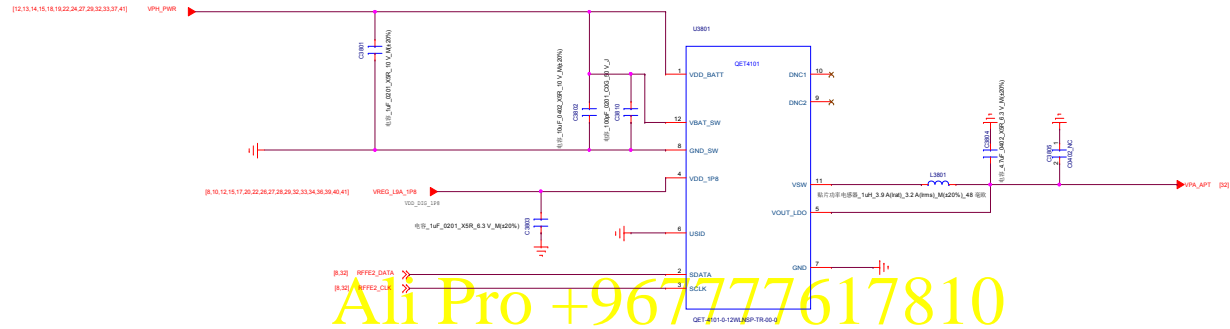 [12,13,14,15,18,19,22,24,27,29,32,33,37,41] VPH_PWR
U3801
C3801
电容_1uF_0201_X5R_10 V_M(±20%)
QET4101
1 VDD_BATT
DNC1 10
DNC2 9
C3802
电容_10uF_0402_X5R_10 V_M(±20%)
C3810
电容_100pF_0201_C0G_50 V_J
12 VBAT_SW
8 GND_SW
C3804
电容_4.7uF_0402_X5R_6.3 V_M(±20%)
C3805
1
2
C0402_NC
4 VDD_1P8
[8,10,12,15,17,20,22,26,27,28,29,32,33,34,36,39,40,41] VREG_L9A_1P8
VDD_DIG_1P8
VSW 11
L3801
VPA_APT [32]
贴片功率电感器_1uH_3.9 A(Irat)_3.2 A(Irms)_M(±20%)_48 毫欧
VOUT_LDO 5
C3803
电容_1uF_0201_X5R_6.3 V_M(±20%)
6 USID
GND 7
[8,32] RFFE2_DATA
2 SDATA
[8,32] RFFE2_CLK
3 SCLK
Ali Pro +967777617810
QET-4101-0-12WLNSP-TR-00-0